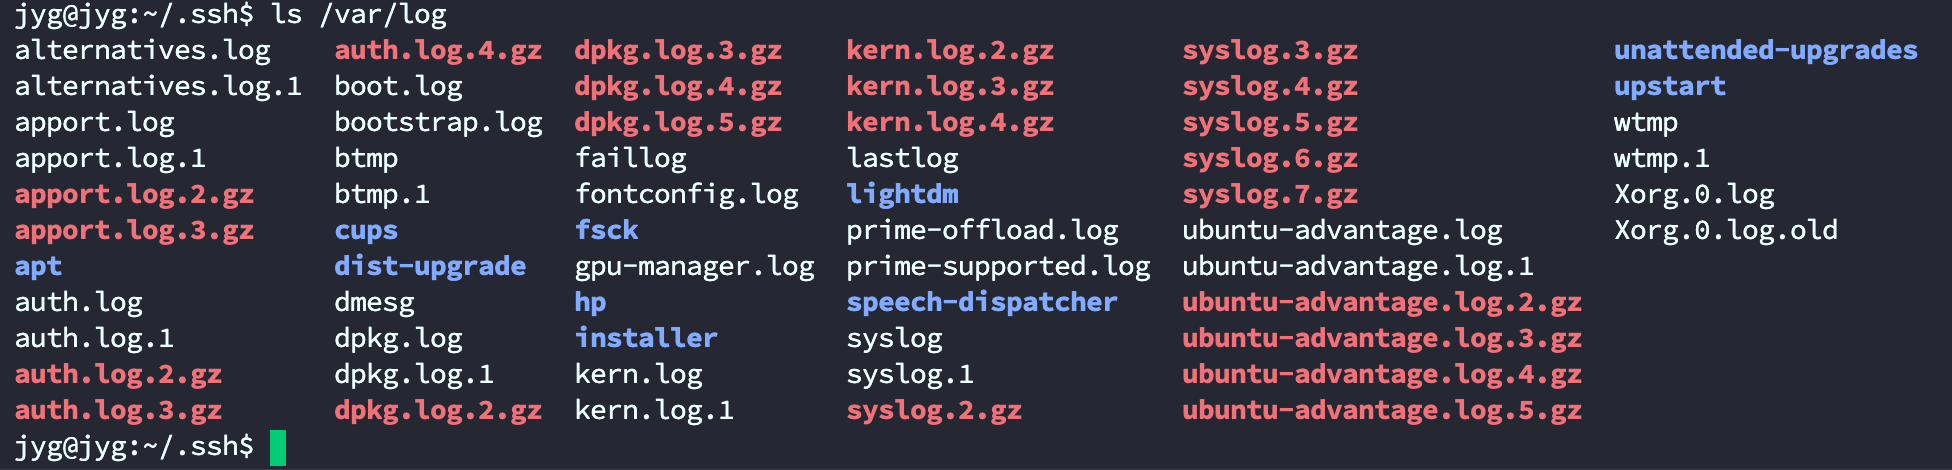 jyg@jyg:~/.ssh$ ls /var/log
alternatives.log    auth.log.4.gz  dpkg.log.3.gz    kern.log.2.gz        syslog.3.gz                 unattended-upgrades
alternatives.log.1  boot.log       dpkg.log.4.gz    kern.log.3.gz        syslog.4.gz                 upstart
apport.log          bootstrap.log  dpkg.log.5.gz    kern.log.4.gz        syslog.5.gz                 wtmp
apport.log.1        btmp           faillog          lastlog              syslog.6.gz                 wtmp.1
apport.log.2.gz     btmp.1         fontconfig.log   lightdm              syslog.7.gz                 Xorg.0.log
apport.log.3.gz     cups           fsck             prime-offload.log    ubuntu-advantage.log        Xorg.0.log.old
apt                 dist-upgrade   gpu-manager.log  prime-supported.log  ubuntu-advantage.log.1
auth.log            dmesg          hp               speech-dispatcher    ubuntu-advantage.log.2.gz
auth.log.1          dpkg.log       installer        syslog               ubuntu-advantage.log.3.gz
auth.log.2.gz       dpkg.log.1     kern.log         syslog.1             ubuntu-advantage.log.4.gz
auth.log.3.gz       dpkg.log.2.gz  kern.log.1       syslog.2.gz          ubuntu-advantage.log.5.gz
jyg@jyg:~/.ssh$